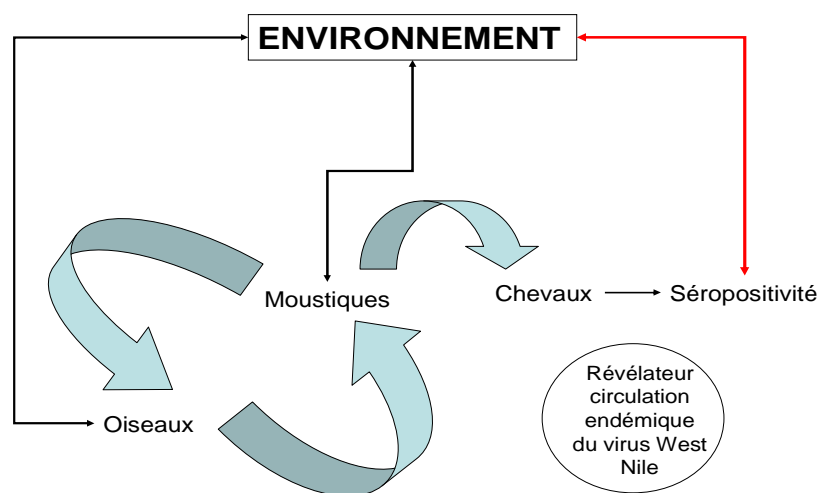 ENVIRONNEMENT
Moustiques
Chevaux
Séropositivité
Oiseaux
Révélateur
circulation
endémique
du virus West
Nile